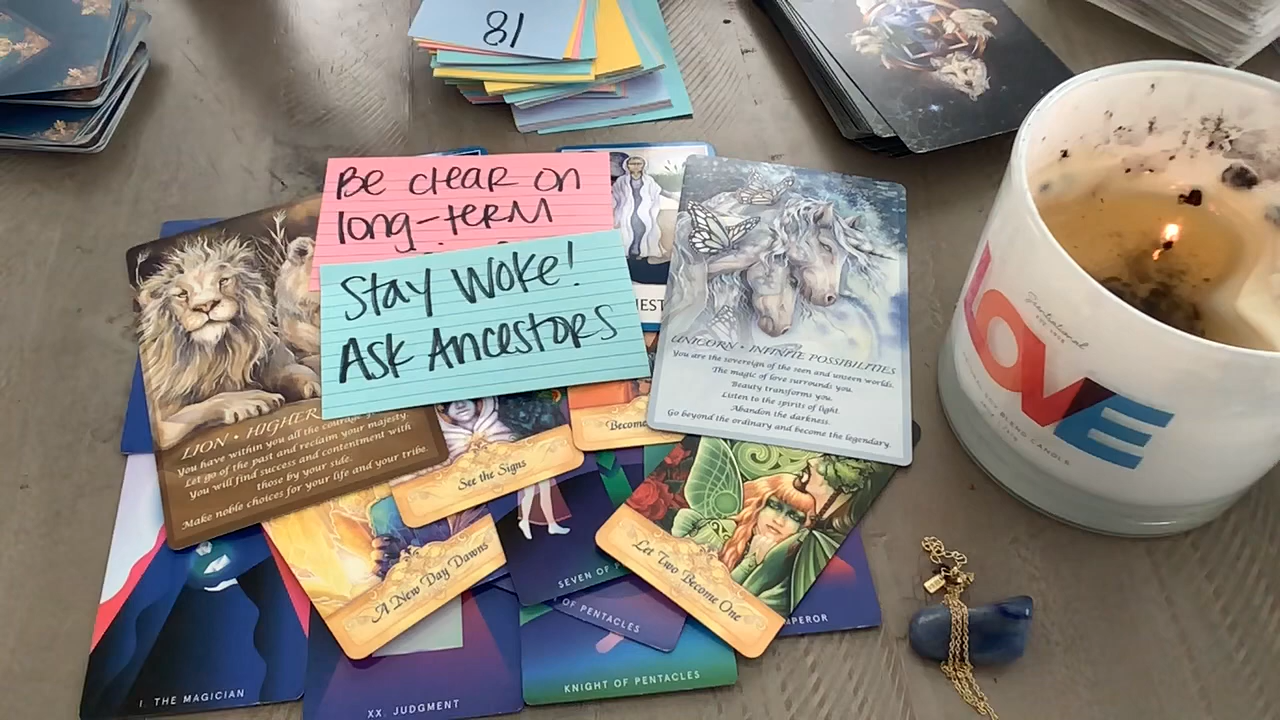 81
Be clear on
long-term
Stay Woke!
Ask Ancestors
LION • HIGHER
You have within you all the courage
Let go of the past and reclaim your majesty.
You will find success and contentment with
those by your side.
Make noble choices for your life and your tribe.
UNICORN • INFINITE POSSIBILITIES
You are the sovereign of the seen and unseen worlds.
The magic of love surrounds you.
Beauty transforms you.
Listen to the spirits of light.
Abandon the darkness.
Go beyond the ordinary and become the legendary.
See the Signs
Become
A New Day Dawns
Let Two Become One
SEVEN OF
OF PENTACLES
I. THE MAGICIAN
XX. JUDGMENT
KNIGHT OF PENTACLES
LOVE